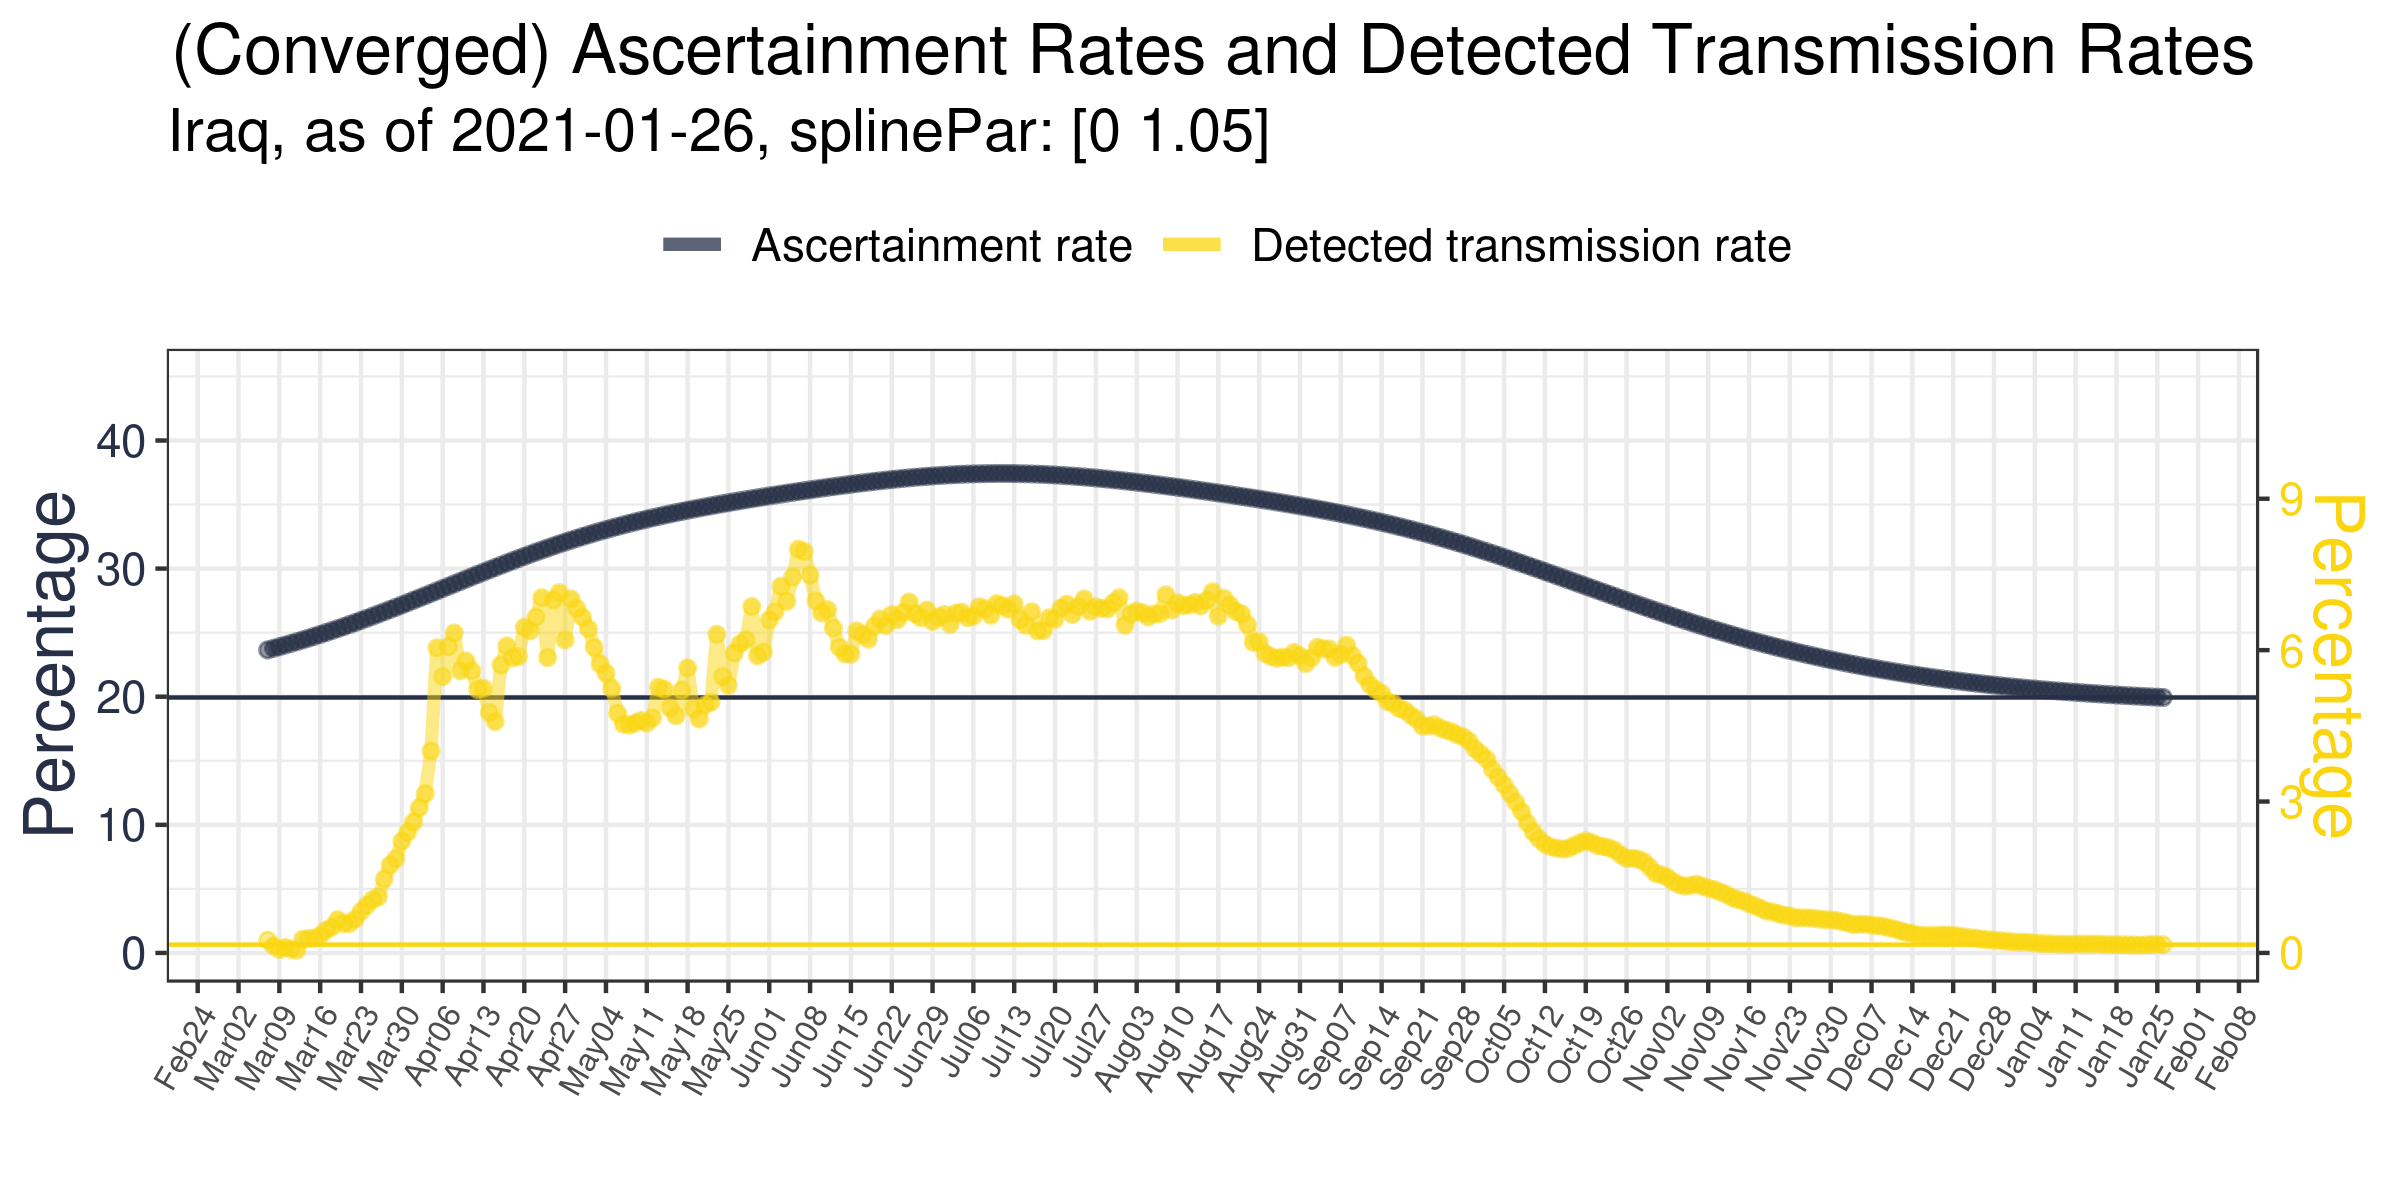 (Converged) Ascertainment Rates and Detected Transmission Rates
Iraq, as of 2021-01-26, splinePar: [0 1.05]
Ascertainment rate
Detected transmission rate
Percentage
40
30
20
10
0
9
6
3
0
Percentage
Feb24
Mar02
Mar09
Mar16
Mar23
Mar30
Apr06
Apr13
Apr20
Apr27
May04
May11
May18
May25
Jun01
Jun08
Jun15
Jun22
Jun29
Jul06
Jul13
Jul20
Jul27
Aug03
Aug10
Aug17
Aug24
Aug31
Sep07
Sep14
Sep21
Sep28
Oct05
Oct12
Oct19
Oct26
Nov02
Nov09
Nov16
Nov23
Nov30
Dec07
Dec14
Dec21
Dec28
Jan04
Jan11
Jan18
Jan25
Feb01
Feb08